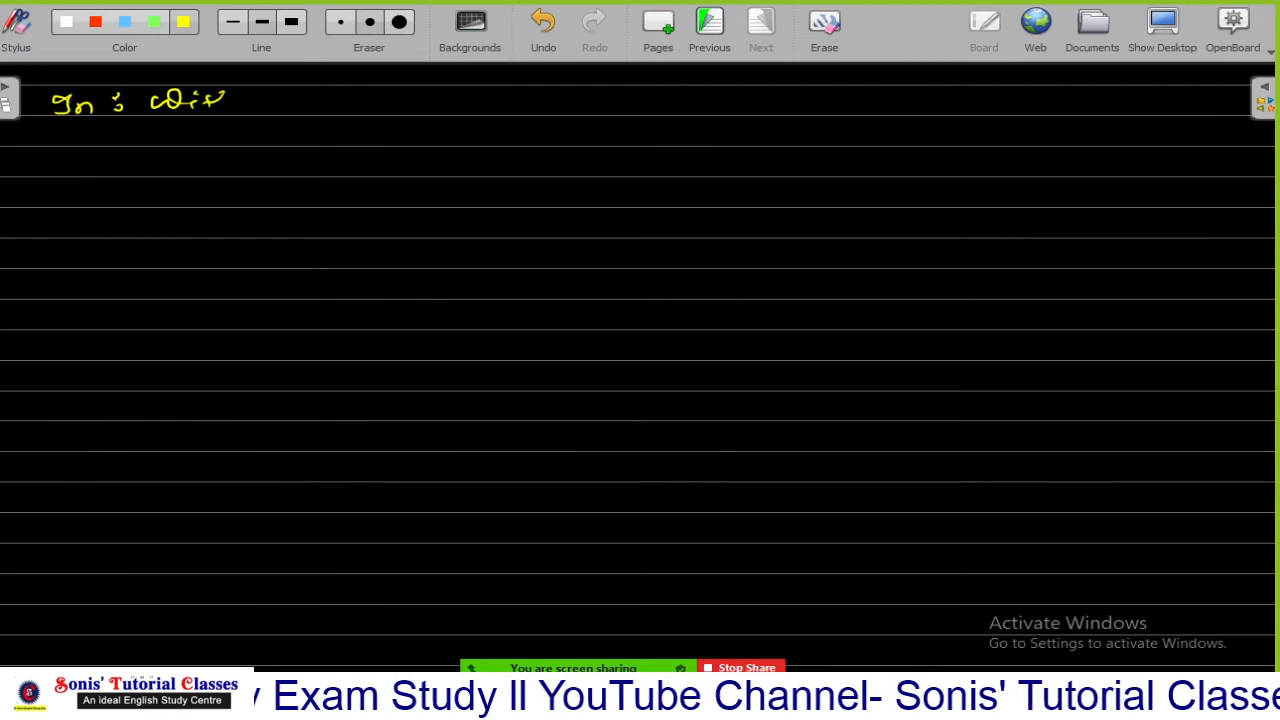 Stylus Color Line Eraser Backgrounds Undo Redo Pages Previous Next Erase Board Web Documents Show Desktop OpenBoard
In :
Activate Windows
Go to Settings to activate Windows.
You are screen sharing Stop Share
Sonis' Tutorial Classes
An ideal English Study Centre
y Exam Study ll YouTube Channel- Sonis' Tutorial Classe